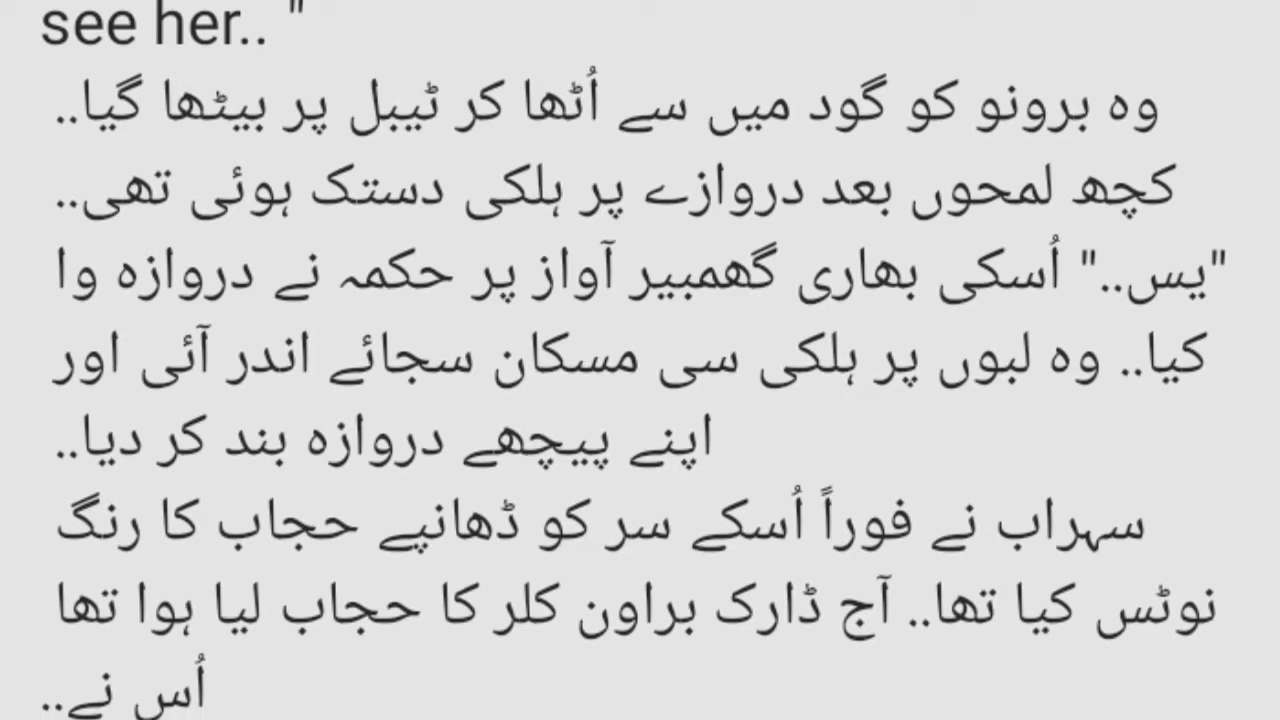 see her.. "
وہ برونو کو گود میں سے اُٹھا کر ٹیبل پر بیٹھا گیا..
کچھ لمحوں بعد دروازے پر ہلکی دستک ہوئی تھی..
"یس.." اُسکی بھاری گھمبیر آواز پر حکمہ نے دروازہ وا
کیا.. وہ لبوں پر ہلکی سی مسکان سجائے اندر آئی اور
اپنے پیچھے دروازہ بند کر دیا..
سہراب نے فوراً اُسکے سر کو ڈھانپے حجاب کا رنگ
نوٹس کیا تھا.. آج ڈارک براون کلر کا حجاب لیا ہوا تھا
اُس نے..